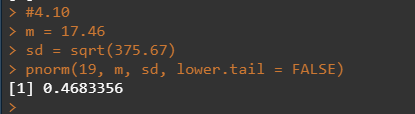 > #4.10
> m = 17.46
> sd = sqrt(375.67)
> pnorm(19, m, sd, lower.tail = FALSE)
[1] 0.4683356
>